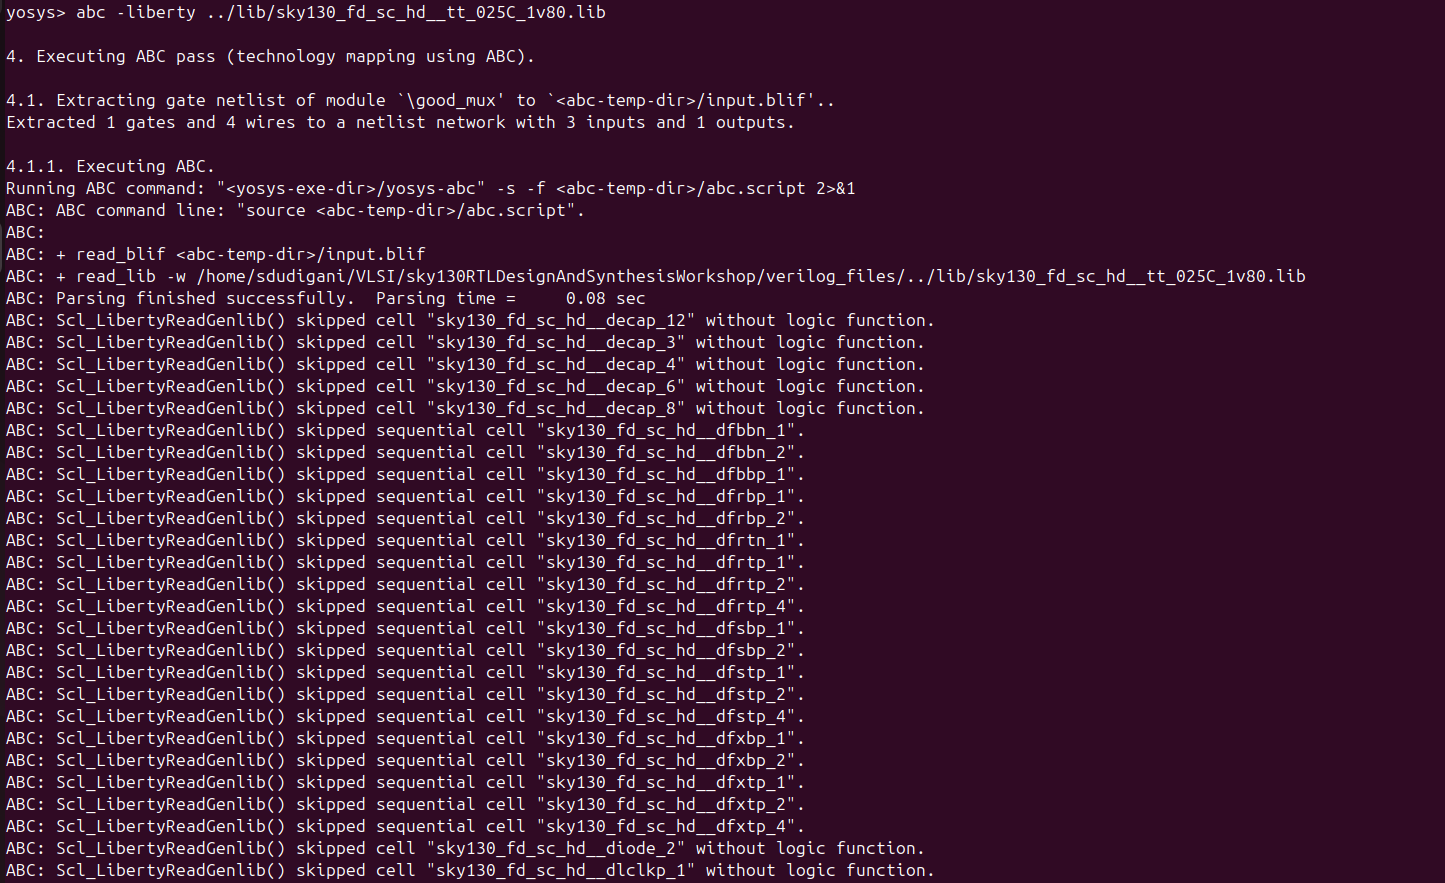 yosys> abc -liberty ../lib/sky130_fd_sc_hd__tt_025C_1v80.lib
4. Executing ABC pass (technology mapping using ABC).
4.1. Extracting gate netlist of module `\good_mux' to `<abc-temp-dir>/input.blif'..
Extracted 1 gates and 4 wires to a netlist network with 3 inputs and 1 outputs.
4.1.1. Executing ABC.
Running ABC command: "<yosys-exe-dir>/yosys-abc" -s -f <abc-temp-dir>/abc.script 2>&1
ABC: ABC command line: "source <abc-temp-dir>/abc.script".
ABC:
ABC: + read_blif <abc-temp-dir>/input.blif
ABC: + read_lib -w /home/sdudigani/VLSI/sky130RTLDesignAndSynthesisWorkshop/verilog_files/../lib/sky130_fd_sc_hd__tt_025C_1v80.lib
ABC: Parsing finished successfully.  Parsing time =     0.08 sec
ABC: Scl_LibertyReadGenlib() skipped cell "sky130_fd_sc_hd__decap_12" without logic function.
ABC: Scl_LibertyReadGenlib() skipped cell "sky130_fd_sc_hd__decap_3" without logic function.
ABC: Scl_LibertyReadGenlib() skipped cell "sky130_fd_sc_hd__decap_4" without logic function.
ABC: Scl_LibertyReadGenlib() skipped cell "sky130_fd_sc_hd__decap_6" without logic function.
ABC: Scl_LibertyReadGenlib() skipped cell "sky130_fd_sc_hd__decap_8" without logic function.
ABC: Scl_LibertyReadGenlib() skipped sequential cell "sky130_fd_sc_hd__dfbbn_1".
ABC: Scl_LibertyReadGenlib() skipped sequential cell "sky130_fd_sc_hd__dfbbn_2".
ABC: Scl_LibertyReadGenlib() skipped sequential cell "sky130_fd_sc_hd__dfbbp_1".
ABC: Scl_LibertyReadGenlib() skipped sequential cell "sky130_fd_sc_hd__dfrbp_1".
ABC: Scl_LibertyReadGenlib() skipped sequential cell "sky130_fd_sc_hd__dfrbp_2".
ABC: Scl_LibertyReadGenlib() skipped sequential cell "sky130_fd_sc_hd__dfrtn_1".
ABC: Scl_LibertyReadGenlib() skipped sequential cell "sky130_fd_sc_hd__dfrtp_1".
ABC: Scl_LibertyReadGenlib() skipped sequential cell "sky130_fd_sc_hd__dfrtp_2".
ABC: Scl_LibertyReadGenlib() skipped sequential cell "sky130_fd_sc_hd__dfrtp_4".
ABC: Scl_LibertyReadGenlib() skipped sequential cell "sky130_fd_sc_hd__dfsbp_1".
ABC: Scl_LibertyReadGenlib() skipped sequential cell "sky130_fd_sc_hd__dfsbp_2".
ABC: Scl_LibertyReadGenlib() skipped sequential cell "sky130_fd_sc_hd__dfstp_1".
ABC: Scl_LibertyReadGenlib() skipped sequential cell "sky130_fd_sc_hd__dfstp_2".
ABC: Scl_LibertyReadGenlib() skipped sequential cell "sky130_fd_sc_hd__dfstp_4".
ABC: Scl_LibertyReadGenlib() skipped sequential cell "sky130_fd_sc_hd__dfxbp_1".
ABC: Scl_LibertyReadGenlib() skipped sequential cell "sky130_fd_sc_hd__dfxbp_2".
ABC: Scl_LibertyReadGenlib() skipped sequential cell "sky130_fd_sc_hd__dfxtp_1".
ABC: Scl_LibertyReadGenlib() skipped sequential cell "sky130_fd_sc_hd__dfxtp_2".
ABC: Scl_LibertyReadGenlib() skipped sequential cell "sky130_fd_sc_hd__dfxtp_4".
ABC: Scl_LibertyReadGenlib() skipped cell "sky130_fd_sc_hd__diode_2" without logic function.
ABC: Scl_LibertyReadGenlib() skipped cell "sky130_fd_sc_hd__dlclkp_1" without logic function.